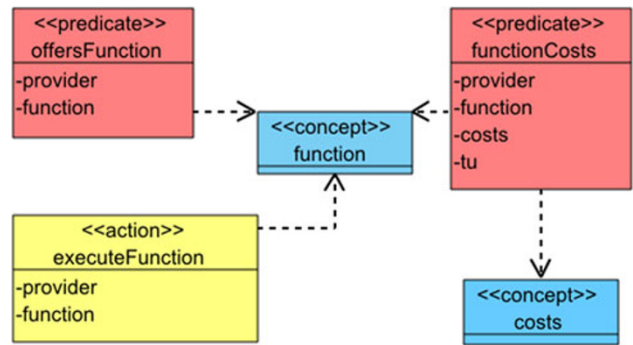 <<predicate>>
offersFunction
-provider
-function
<<predicate>>
functionCosts
-provider
-function
-costs
-tu
<<concept>>
function
<<action>>
executeFunction
-provider
-function
<<concept>>
costs